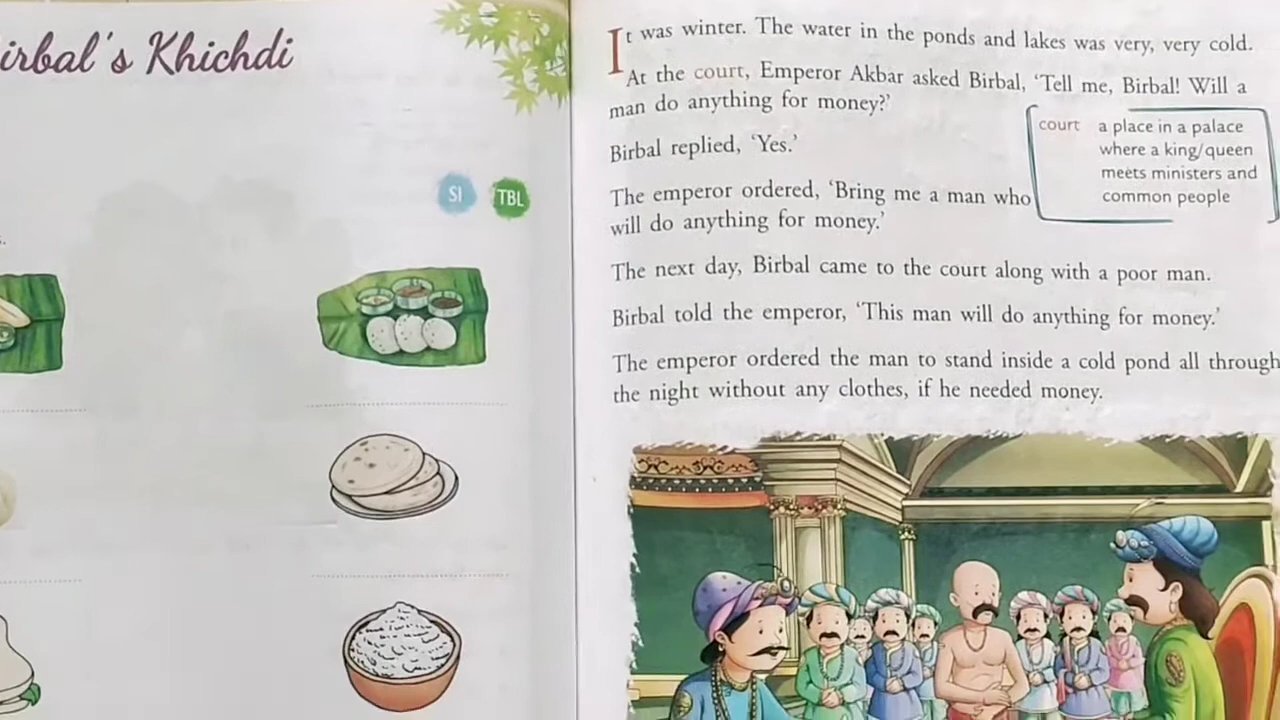 irbal's Khichdi
SI TBL
s.
It was winter. The water in the ponds and lakes was very, very cold.
At the court, Emperor Akbar asked Birbal, ‘Tell me, Birbal! Will a
man do anything for money?’
court a place in a palace
where a king/queen
meets ministers and
common people
Birbal replied, ‘Yes.’
The emperor ordered, ‘Bring me a man who
will do anything for money.’
The next day, Birbal came to the court along with a poor man.
Birbal told the emperor, ‘This man will do anything for money.’
The emperor ordered the man to stand inside a cold pond all through
the night without any clothes, if he needed money.